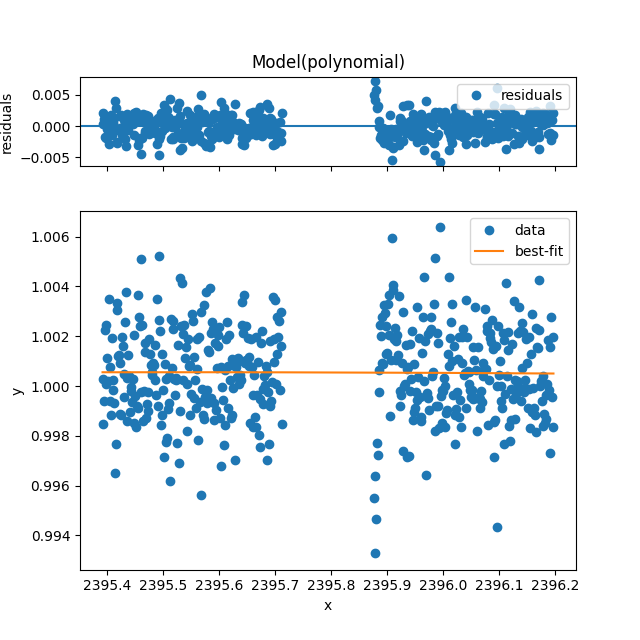 Model(polynomial)
residuals
0.005
0.000
−0.005
residuals
y
1.006
1.004
1.002
1.000
0.998
0.996
0.994
data
best-fit
2395.4 2395.5 2395.6 2395.7 2395.8 2395.9 2396.0 2396.1 2396.2
x